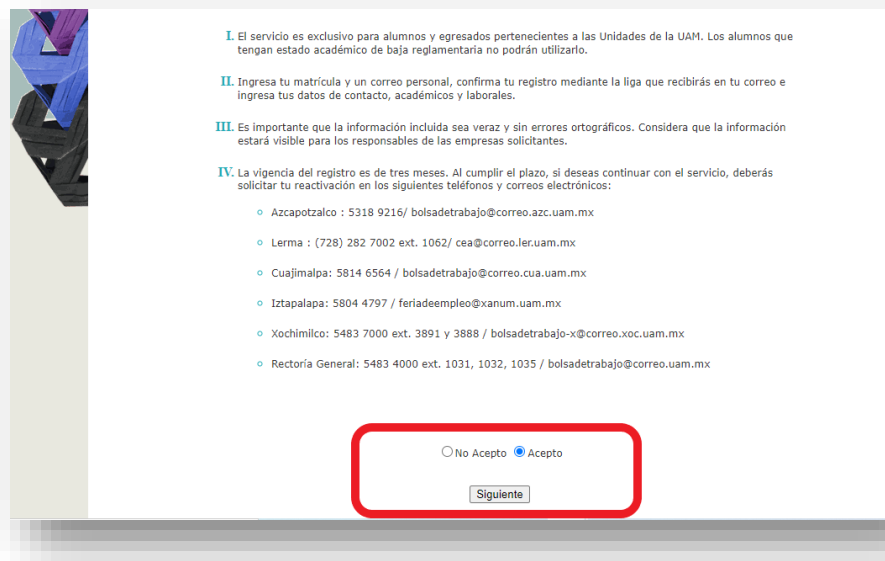 I. El servicio es exclusivo para alumnos y egresados pertenecientes a las Unidades de la UAM. Los alumnos que
tengan estado académico de baja reglamentaria no podrán utilizarlo.
II. Ingresa tu matrícula y un correo personal, confirma tu registro mediante la liga que recibirás en tu correo e
ingresa tus datos de contacto, académicos y laborales.
III. Es importante que la información incluida sea veraz y sin errores ortográficos. Considera que la información
estará visible para los responsables de las empresas solicitantes.
IV. La vigencia del registro es de tres meses. Al cumplir el plazo, si deseas continuar con el servicio, deberás
solicitar tu reactivación en los siguientes teléfonos y correos electrónicos:
Azcapotzalco : 5318 9216/ bolsadetrabajo@correo.azc.uam.mx
Lerma : (728) 282 7002 ext. 1062/ cea@correo.ler.uam.mx
Cuajimalpa: 5814 6564 / bolsadetrabajo@correo.cua.uam.mx
Iztapalapa: 5804 4797 / feriadeempleo@xanum.uam.mx
Xochimilco: 5483 7000 ext. 3891 y 3888 / bolsadetrabajo-x@correo.xoc.uam.mx
Rectoría General: 5483 4000 ext. 1031, 1032, 1035 / bolsadetrabajo@correo.uam.mx
No Acepto Acepto
Siguiente